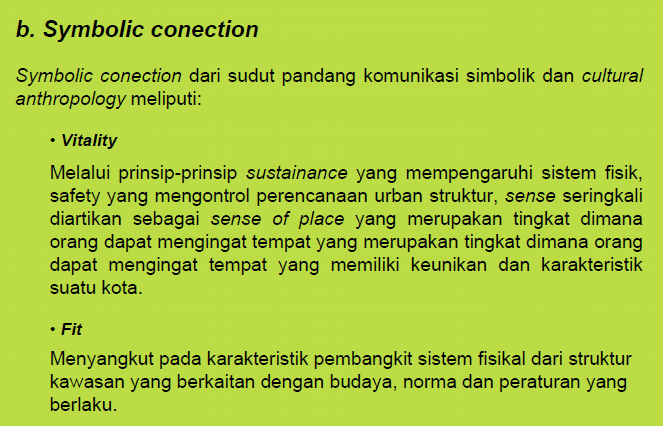 b. Symbolic conection
Symbolic conection dari sudut pandang komunikasi simbolik dan cultural
anthropology meliputi:
• Vitality
Melalui prinsip-prinsip sustainance yang mempengaruhi sistem fisik,
safety yang mengontrol perencanaan urban struktur, sense seringkali
diartikan sebagai sense of place yang merupakan tingkat dimana
orang dapat mengingat tempat yang merupakan tingkat dimana orang
dapat mengingat tempat yang memiliki keunikan dan karakteristik
suatu kota.
• Fit
Menyangkut pada karakteristik pembangkit sistem fisikal dari struktur
kawasan yang berkaitan dengan budaya, norma dan peraturan yang
berlaku.